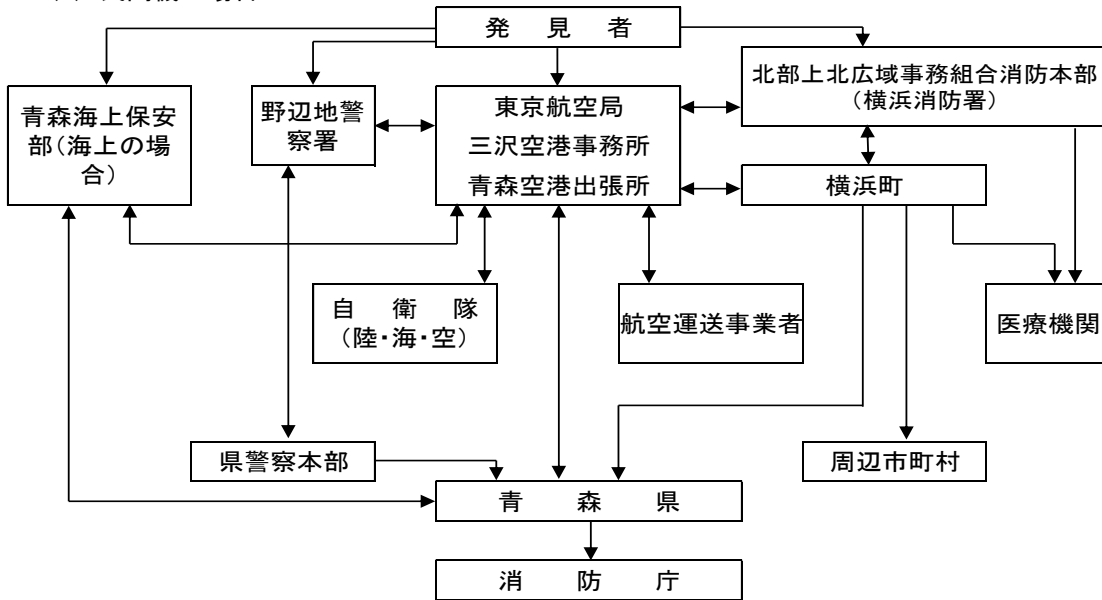 発見者
北部上北広域事務組合消防本部
（横浜消防署）
青森海上保安
部（海上の場
合）
野辺地警
察署
東京航空局
三沢空港事務所
青森空港出張所
横浜町
自衛隊
（陸・海・空）
航空運送事業者
医療機関
県警察本部
周辺市町村
青森県
消防庁